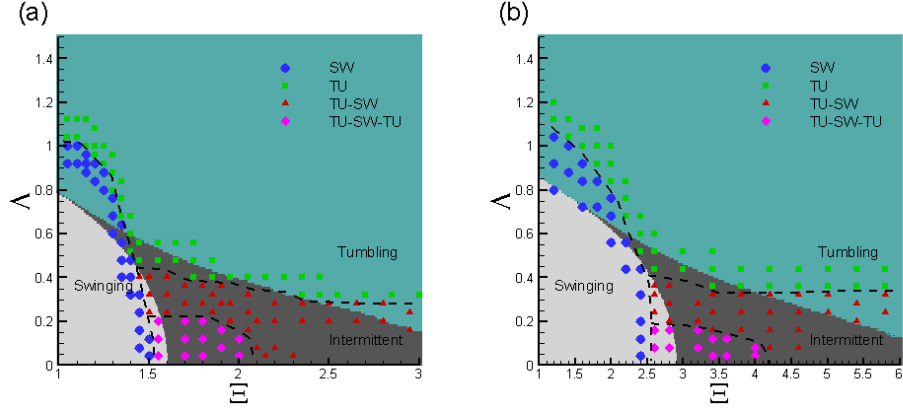 (a)
1.4
1.2
1
0.8
0.6
0.4
0.2
0
Λ
SW
TU
TU-SW
TU-SW-TU
Tumbling
Swinging
Intermittent
1 1.5 2 2.5 3
Ξ
(b)
1.4
1.2
1
0.8
0.6
0.4
0.2
0
Λ
SW
TU
TU-SW
TU-SW-TU
Tumbling
Swinging
Intermittent
1 1.5 2 2.5 3 3.5 4 4.5 5 5.5 6
Ξ